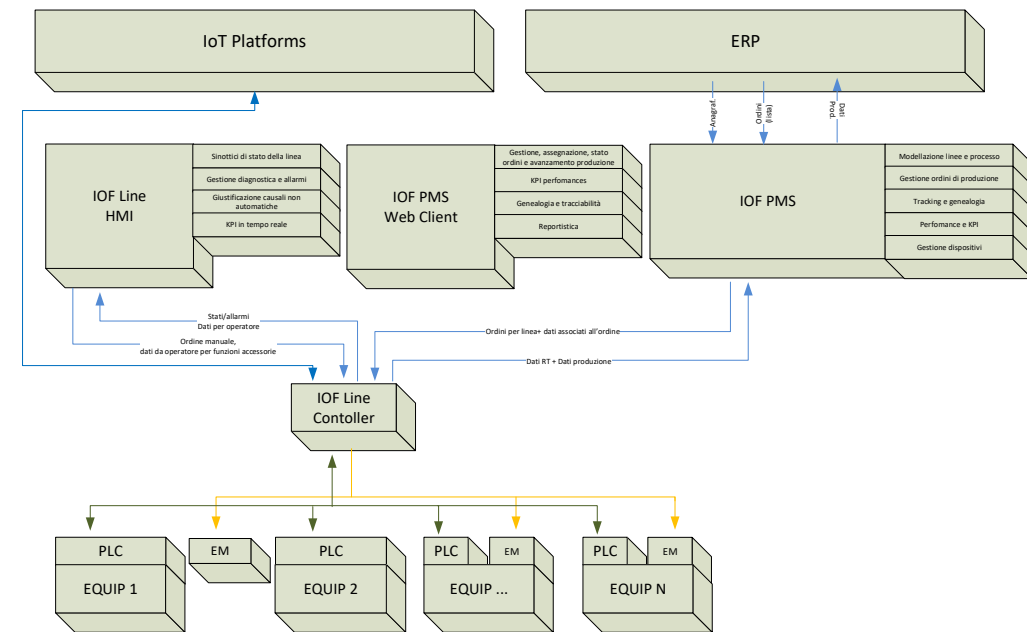 IoT Platforms
ERP
Anagraf.
Ordini
(lista)
Dati
Prod.
IOF Line
HMI
Sinottici di stato della linea
Gestione diagnostica e allarmi
Giustificazione causali non
automatiche
KPI in tempo reale
IOF PMS
Web Client
Gestione, assegnazione, stato
ordini e avanzamento produzione
KPI perfomances
Genealogia e tracciabilità
Reportistica
IOF PMS
Modellazione linee e processo
Gestione ordini di produzione
Tracking e genealogia
Perfomance e KPI
Gestione dispositivi
Stati/allarmi
Dati per operatore
Ordine manuale,
dati da operatore per funzioni accessorie
Ordini per linea+ dati associati all'ordine
Dati RT + Dati produzione
IOF Line
Contoller
PLC
EM
PLC
PLC
EM
PLC
EM
EQUIP 1
EQUIP 2
EQUIP ...
EQUIP N